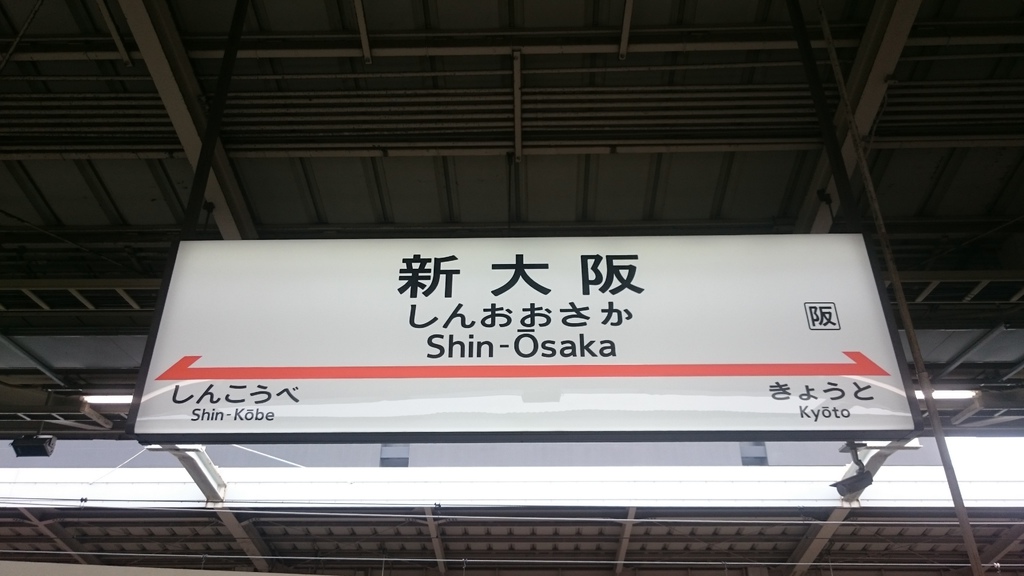 新大阪
しんおおさか
阪
Shin-Ōsaka
しんこうべ
Shin-Kōbe
きょうと
Kyōto